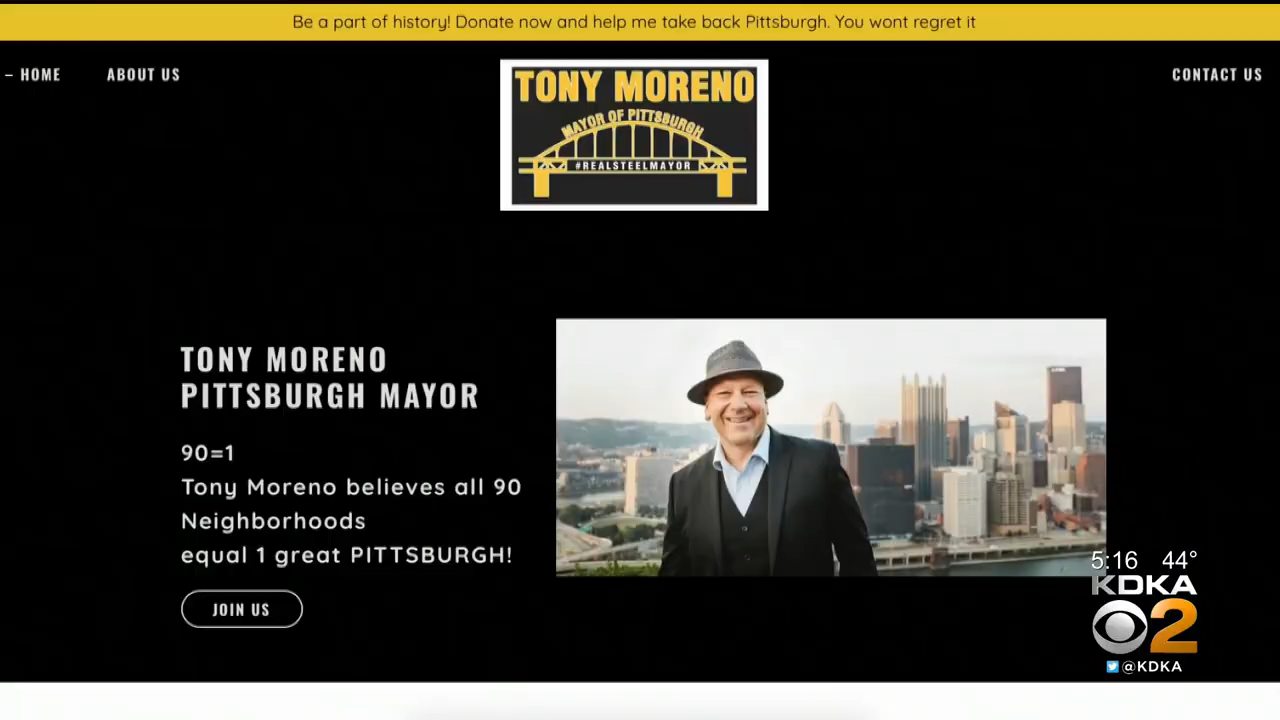 Be a part of history! Donate now and help me take back Pittsburgh. You wont regret it
– HOME
ABOUT US
CONTACT US
TONY MORENO
MAYOR OF PITTSBURGH
#REALSTEELMAYOR
TONY MORENO
PITTSBURGH MAYOR
90=1
Tony Moreno believes all 90
Neighborhoods
equal 1 great PITTSBURGH!
JOIN US
5:16 44°
KDKA
2
@KDKA